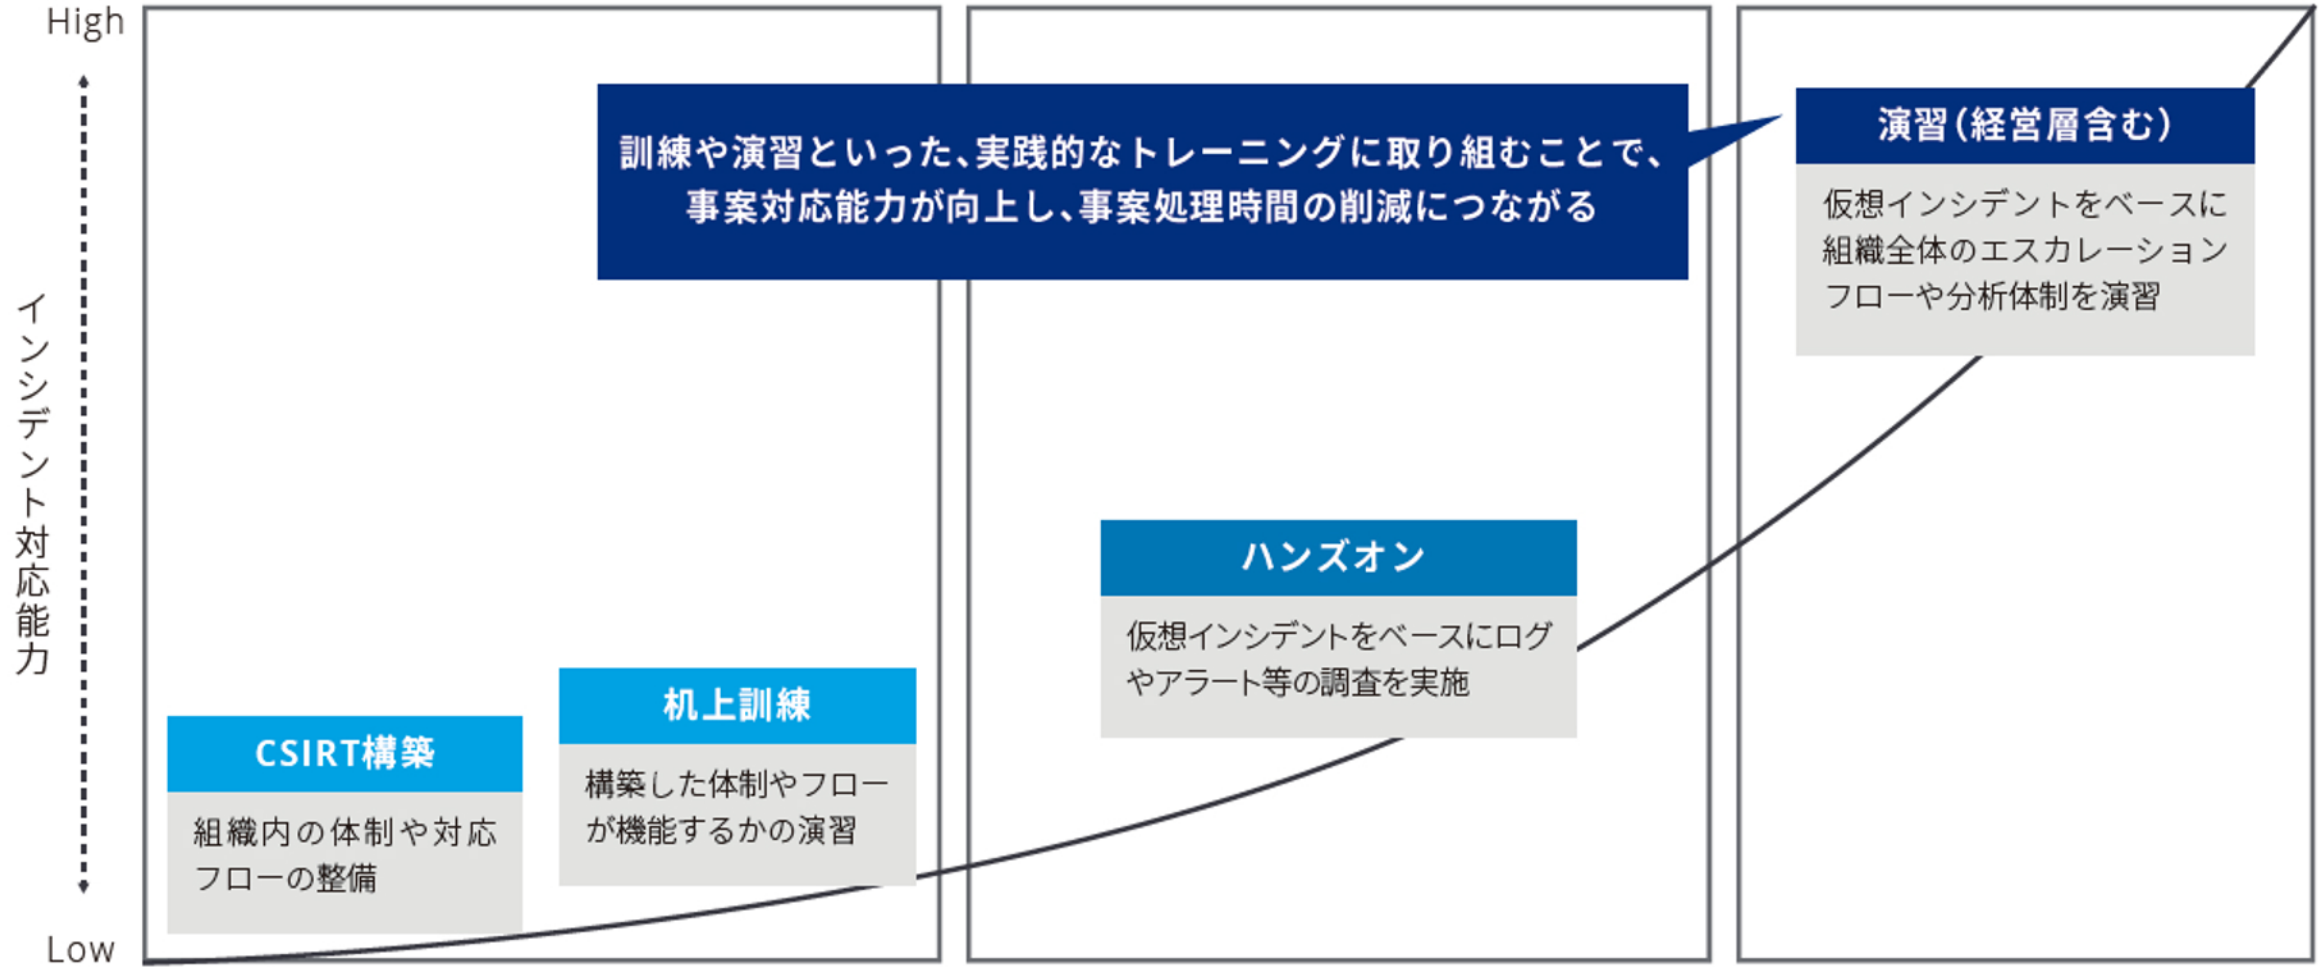 High
インシデント対応能力
Low
訓練や演習といった、実践的なトレーニングに取り組むことで、
事案対応能力が向上し、事案処理時間の削減につながる
CSIRT構築
組織内の体制や対応
フローの整備
机上訓練
構築した体制やフロー
が機能するかの演習
ハンズオン
仮想インシデントをベースにログ
やアラート等の調査を実施
演習(経営層含む)
仮想インシデントをベースに
組織全体のエスカレーション
フローや分析体制を演習